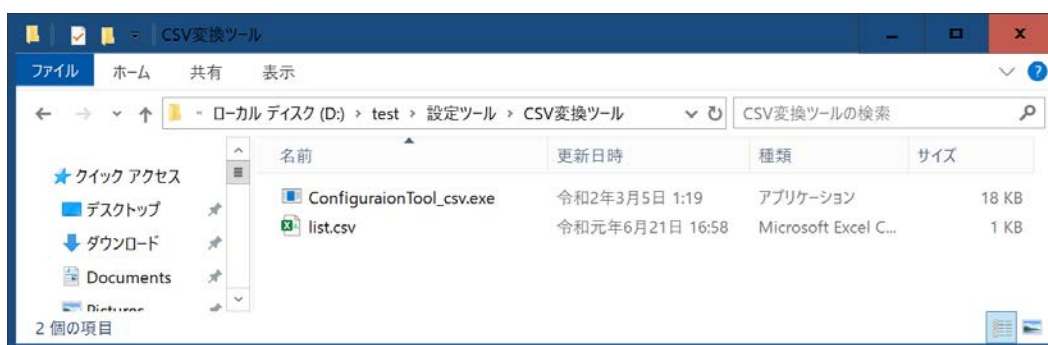 CSV変換ツール
ファイル ホーム 共有 表示
ローカル ディスク (D:) › test › 設定ツール › CSV変換ツール CSV変換ツールの検索
名前 更新日時 種類 サイズ
クイック アクセス
ConfiguraionTool_csv.exe 令和2年3月5日 1:19 アプリケーション 18 KB
デスクトップ
list.csv 令和元年6月21日 16:58 Microsoft Excel C... 1 KB
ダウンロード
Documents
Pictures
2 個の項目